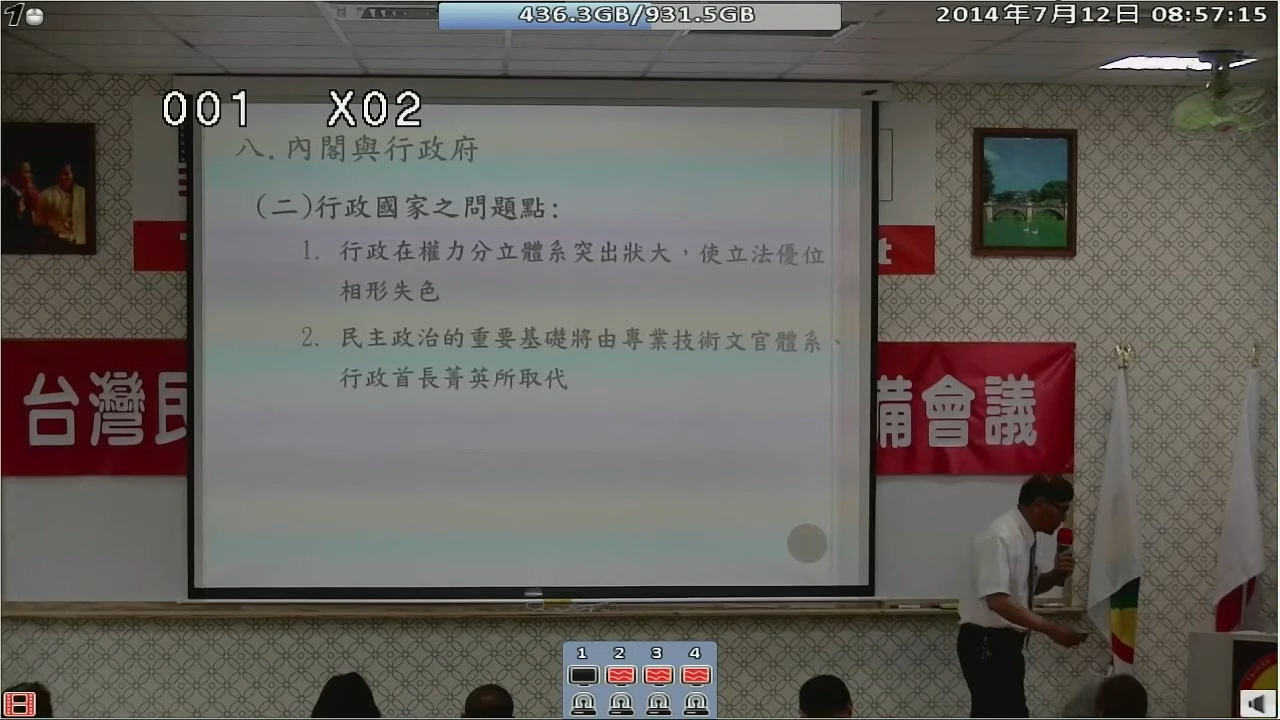 436.3GB/931.5GB
2014年7月12日 08:57:15
001 X02
八.內閣與行政府
(二)行政國家之問題點:
1. 行政在權力分立體系突出狀大,使立法優位
相形失色
2. 民主政治的重要基礎將由專業技術文官體系、
行政首長菁英所取代
t
台灣民
備會議
1 2 3 4